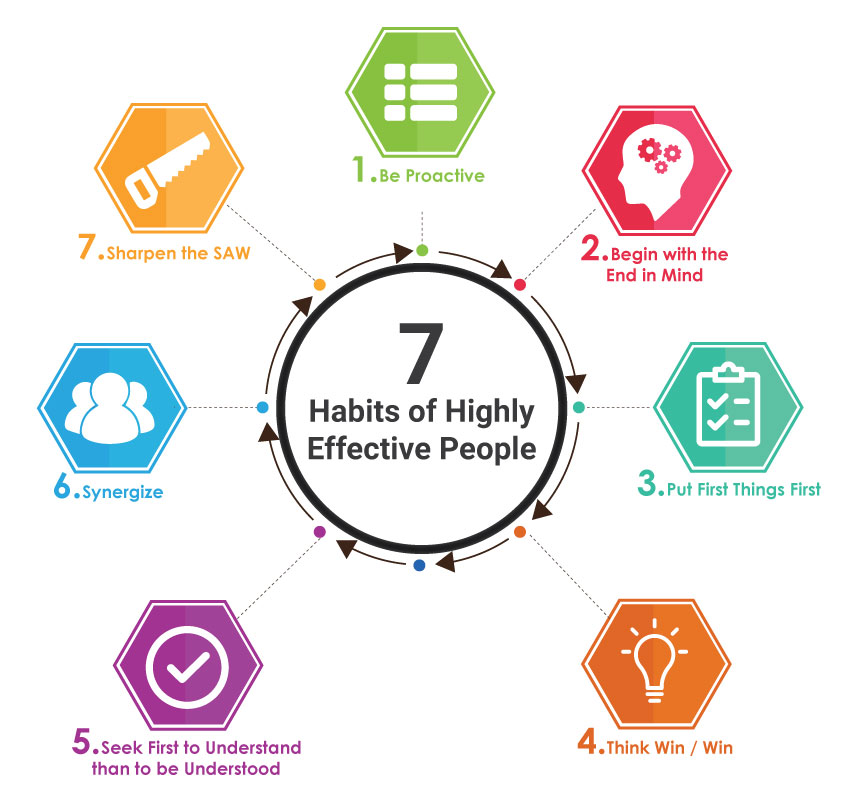 7
Habits of Highly
Effective People
1.Be Proactive
2.Begin with the
End in Mind
3.Put First Things First
4.Think Win / Win
5.Seek First to Understand
than to be Understood
6.Synergize
7.Sharpen the SAW